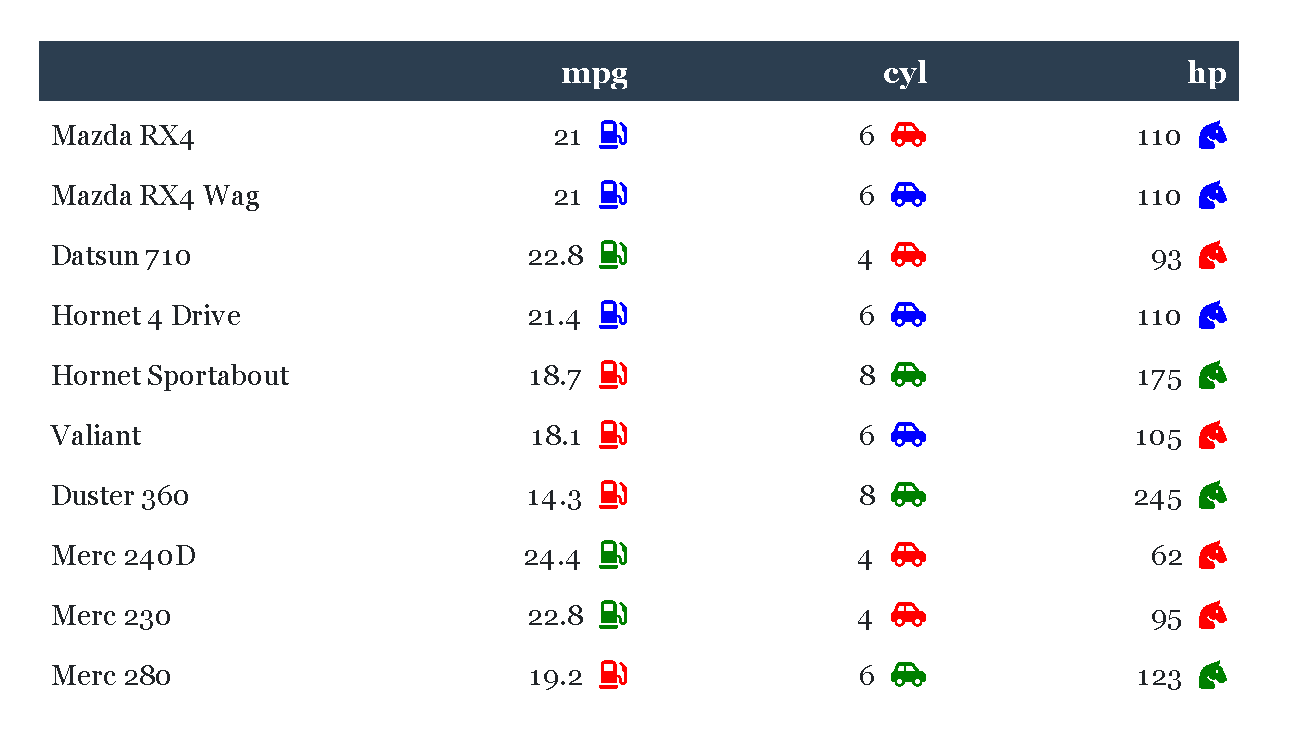 mpg cyl hp
Mazda RX4 21 6 110
Mazda RX4 Wag 21 6 110
Datsun 710 22.8 4 93
Hornet 4 Drive 21.4 6 110
Hornet Sportabout 18.7 8 175
Valiant 18.1 6 105
Duster 360 14.3 8 245
Merc 240D 24.4 4 62
Merc 230 22.8 4 95
Merc 280 19.2 6 123